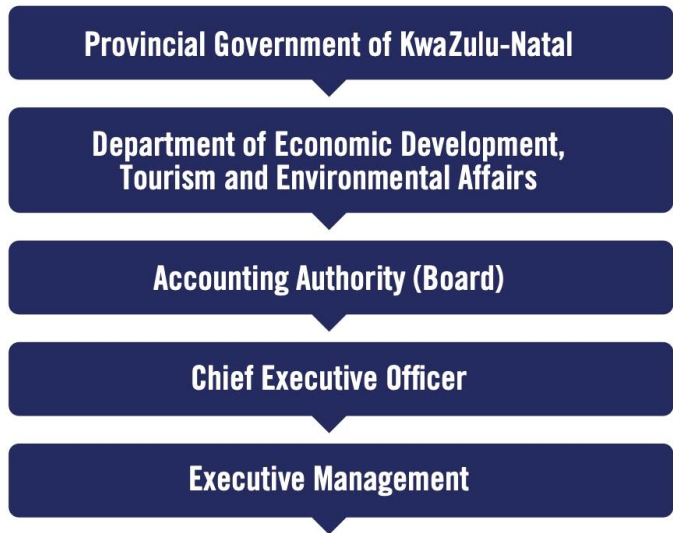 Provincial Government of KwaZulu-Natal
Department of Economic Development,
Tourism and Environmental Affairs
Accounting Authority (Board)
Chief Executive Officer
Executive Management